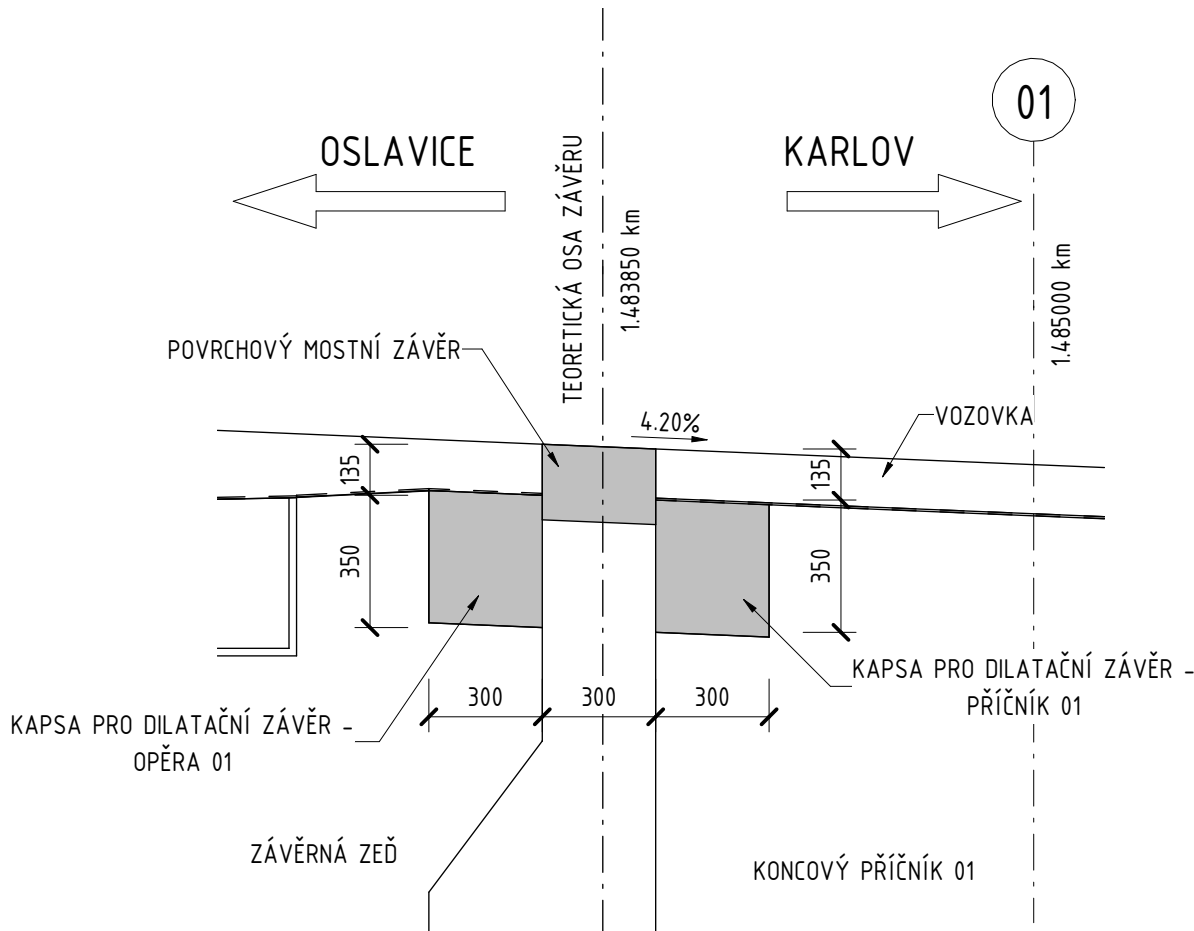 01
OSLAVICE
KARLOV
TEORETICKÁ OSA ZÁVĚRU
1.483850 km
1.485000 km
POVRCHOVÝ MOSTNÍ ZÁVĚR
4.20%
VOZOVKA
135
135
350
350
300
300
300
KAPSA PRO DILATAČNÍ ZÁVĚR -
PŘÍČNÍK 01
KAPSA PRO DILATAČNÍ ZÁVĚR -
OPĚRA 01
ZÁVĚRNÁ ZEĎ
KONCOVÝ PŘÍČNÍK 01